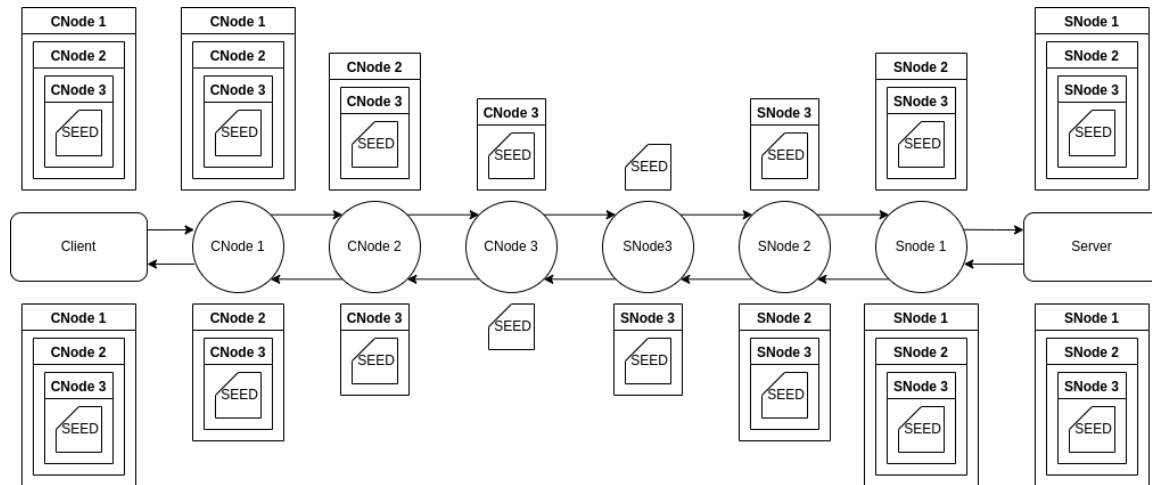 CNode 1
CNode 2
CNode 3
SEED
CNode 1
CNode 2
CNode 3
SEED
CNode 2
CNode 3
SEED
CNode 3
SEED
SEED
SNode 3
SEED
SNode 2
SNode 3
SEED
SNode 1
SNode 2
SNode 3
SEED
Client
CNode 1
CNode 2
CNode 3
SNode3
SNode 2
Snode 1
Server
CNode 1
CNode 2
CNode 3
SEED
CNode 2
CNode 3
SEED
CNode 3
SEED
SEED
SNode 3
SEED
SNode 2
SNode 3
SEED
SNode 1
SNode 2
SNode 3
SEED
SNode 1
SNode 2
SNode 3
SEED